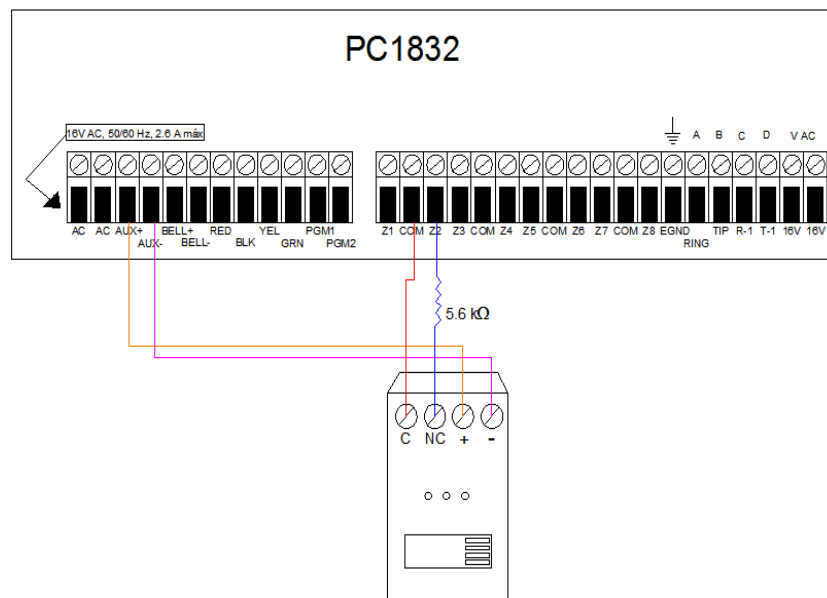 PC1832
16V AC, 50/60 Hz, 2.6 A máx
A B C D V AC
AC AC AUX+ AUX- BELL+ BELL- RED BLK YEL GRN PGM1 PGM2
Z1 COM Z2 Z3 COM Z4 Z5 COM Z6 Z7 COM Z8 EGND RING TIP R-1 T-1 16V 16V
5.6 kΩ
C NC + -